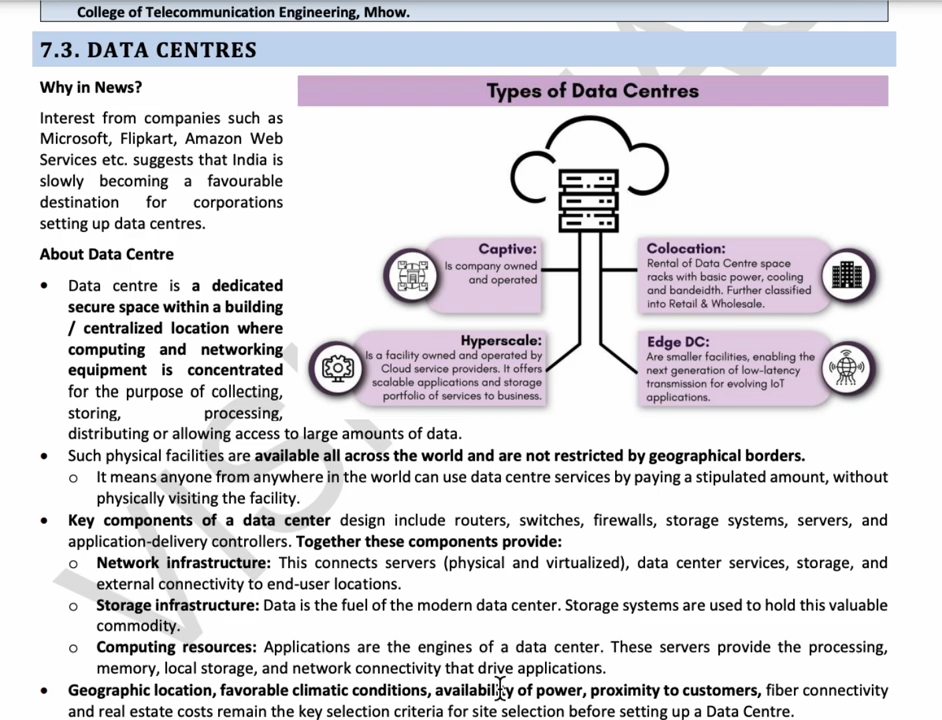 College of Telecommunication Engineering, Mhow.
7.3. DATA CENTRES
Why in News?
Interest from companies such as
Microsoft, Flipkart, Amazon Web
Services etc. suggests that India is
slowly becoming a favourable
destination for corporations
setting up data centres.
About Data Centre
• Data centre is a dedicated
secure space within a building
/ centralized location where
computing and networking
equipment is concentrated
for the purpose of collecting,
storing, processing,
distributing or allowing access to large amounts of data.
Types of Data Centres
Captive:
Is company owned
and operated
Colocation:
Rental of Data Centre space
racks with basic power, cooling
and bandeidth. Further classified
into Retail & Wholesale.
Hyperscale:
Is a facility owned and operated by
Cloud service providers. It offers
scalable applications and storage
portfolio of services to business.
Edge DC:
Are smaller facilities, enabling the
next generation of low-latency
transmission for evolving IoT
applications.
• Such physical facilities are available all across the world and are not restricted by geographical borders.
o It means anyone from anywhere in the world can use data centre services by paying a stipulated amount, without
physically visiting the facility.
• Key components of a data center design include routers, switches, firewalls, storage systems, servers, and
application-delivery controllers. Together these components provide:
o Network infrastructure: This connects servers (physical and virtualized), data center services, storage, and
external connectivity to end-user locations.
o Storage infrastructure: Data is the fuel of the modern data center. Storage systems are used to hold this valuable
commodity.
o Computing resources: Applications are the engines of a data center. These servers provide the processing,
memory, local storage, and network connectivity that drive applications.
• Geographic location, favorable climatic conditions, availability of power, proximity to customers, fiber connectivity
and real estate costs remain the key selection criteria for site selection before setting up a Data Centre.